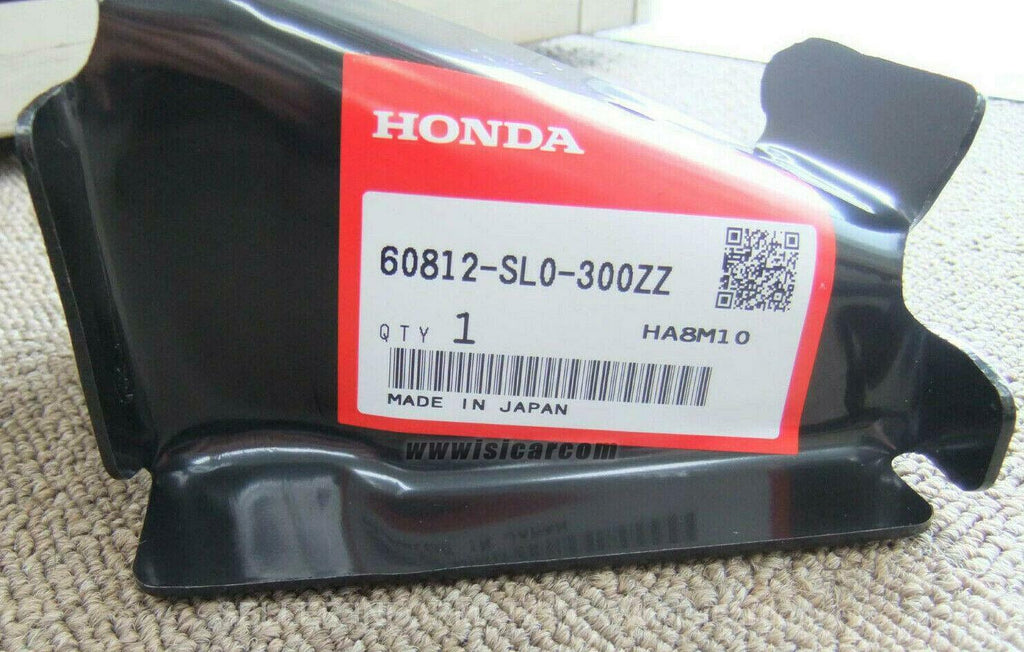 HONDA
60812-SL0-300ZZ
QTY 1 HA8M10
MADE IN JAPAN
wwwisicarcom